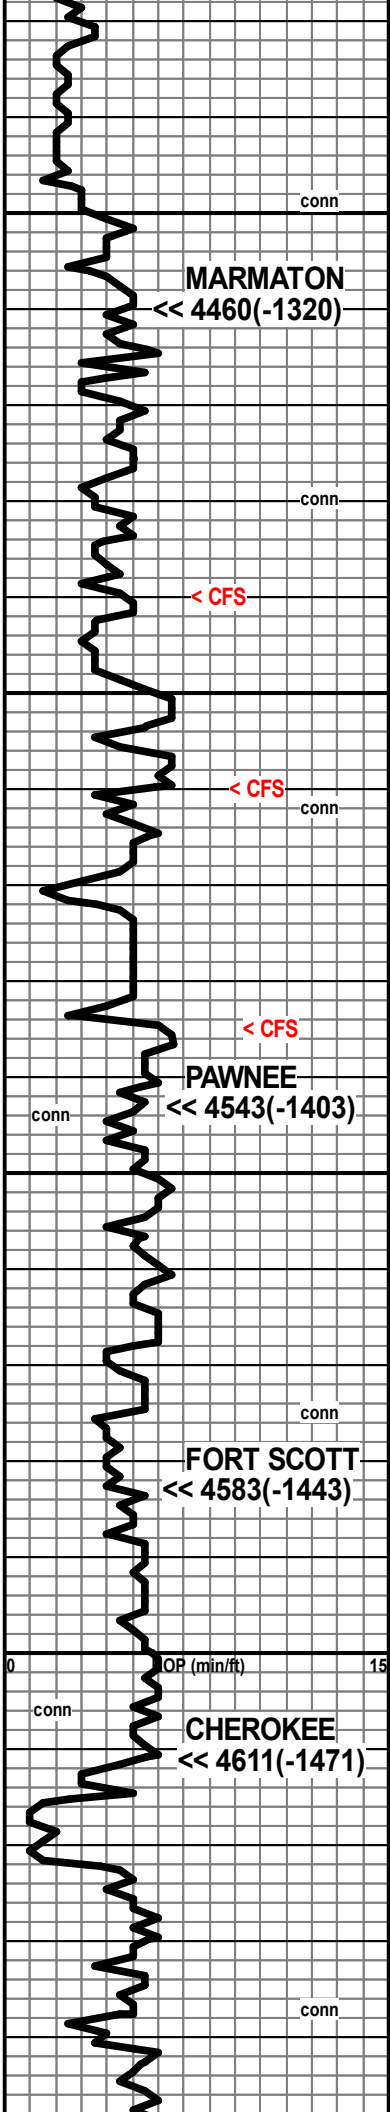 conn
MARMATON
<< 4460(-1320)
conn
< CFS
< CFS
conn
< CFS
PAWNEE
<< 4543(-1403)
conn
conn
FORT SCOTT
<< 4583(-1443)
0 OP (min/ft) 15
conn
CHEROKEE
<< 4611(-1471)
conn